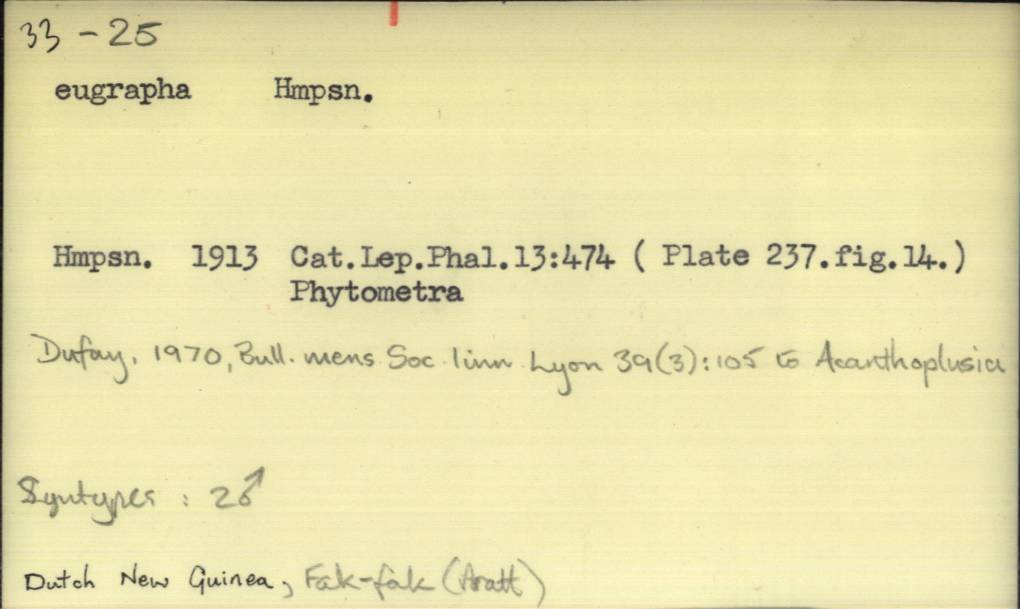 33-25
eugrapha Hmpsn.
Hmpsn. 1913 Cat.Lep.Phal.13:474 ( Plate 237.fig.14.)
Phytometra
Dufay, 1970, Bull. mens Soc linn Lyon 39(3):105 to Acanthoplusia
Syntypes : 2♂
Dutch New Guinea, Fak-fak (Pratt)